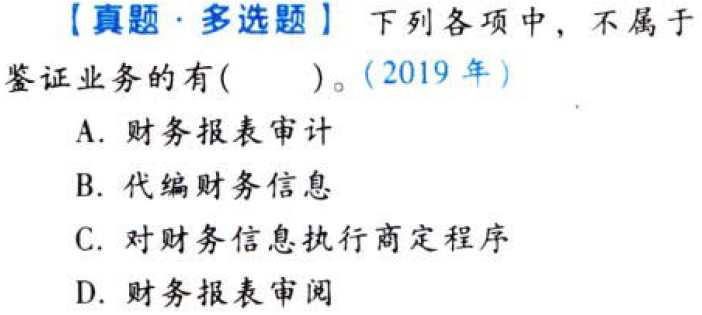 【真题·多选题】 下列各项中，不属于
鉴证业务的有(　　)。(2019 年)
A. 财务报表审计
B. 代编财务信息
C. 对财务信息执行商定程序
D. 财务报表审阅